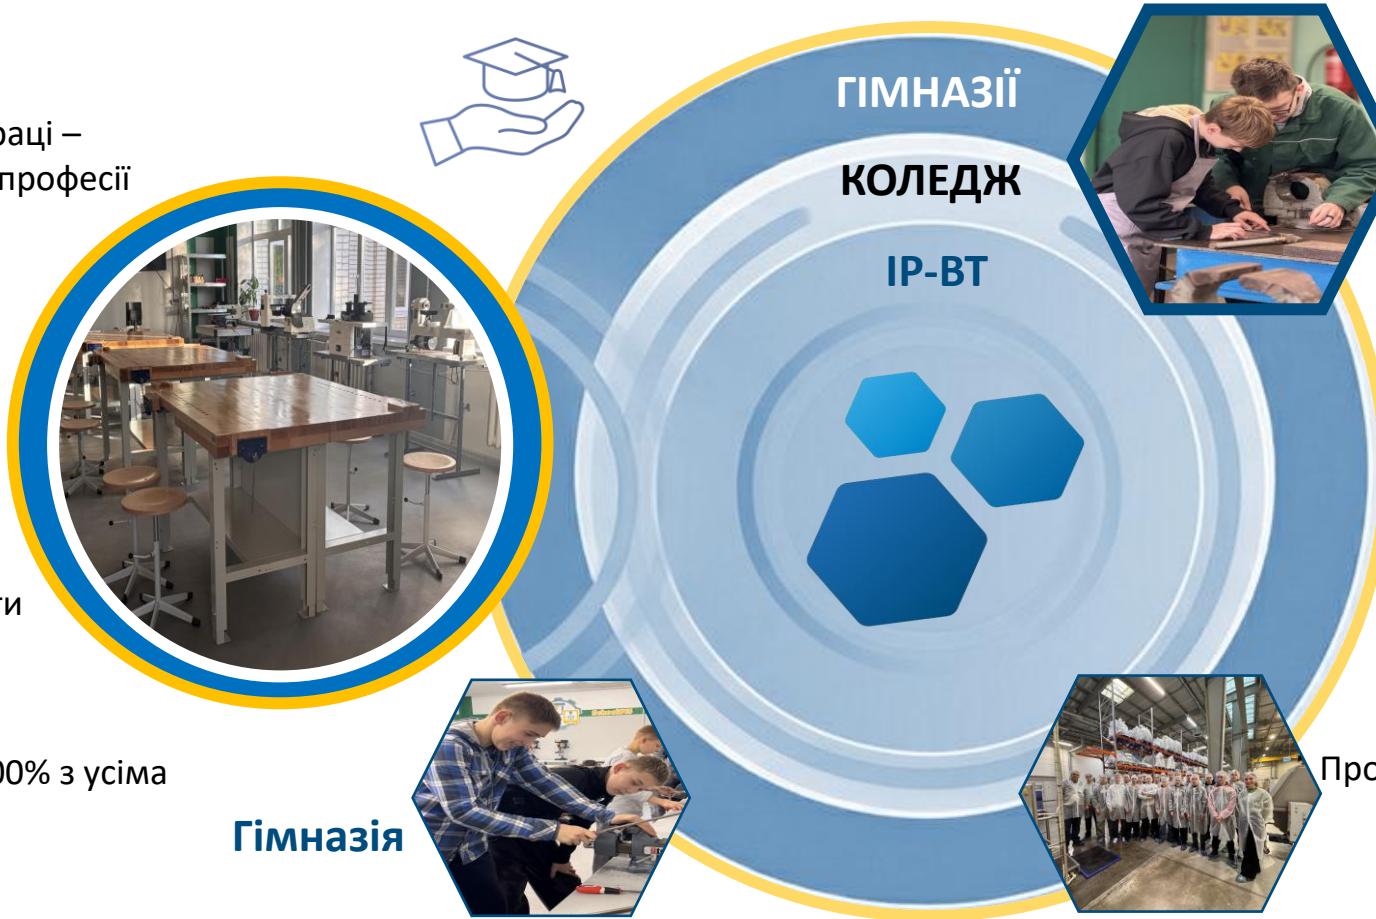 раці –
професії
ГІМНАЗІЇ
КОЛЕДЖ
ІР-ВТ
ти
00% з усіма
Гімназія
Про